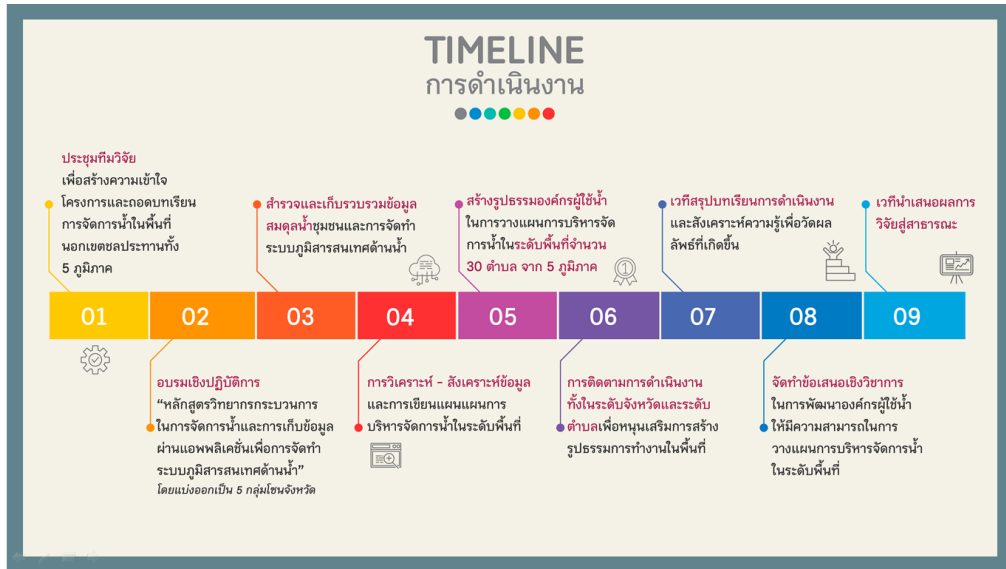 TIMELINE
การดำเนินงาน
ประชุมทีมวิจัย
เพื่อสร้างความเข้าใจ
โครงการและถอดบทเรียน
การจัดการน้ำในพื้นที่
นอกเขตชลประทานทั้ง
5 ภูมิภาค
สำรวจและเก็บรวบรวมข้อมูล
สมดุลน้ำชุมชนและการจัดทำ
ระบบภูมิสารสนเทศด้านน้ำ
สร้างรูปธรรมองค์กรผู้ใช้น้ำ
ในการวางแผนการบริหารจัด
การน้ำในระดับพื้นที่จำนวน
30 ตำบล จาก 5 ภูมิภาค
เวทีสรุปบทเรียนการดำเนินงาน
และสังเคราะห์ความรู้เพื่อวัดผล
ลัพธ์ที่เกิดขึ้น
เวทีนำเสนอผลการ
วิจัยสู่สาธารณะ
01 02 03 04 05 06 07 08 09
อบรมเชิงปฏิบัติการ
“หลักสูตรวิทยากรกระบวนการ
ในการจัดการน้ำและการเก็บข้อมูล
ผ่านแอพพลิเคชั่นเพื่อการจัดทำ
ระบบภูมิสารสนเทศด้านน้ำ”
โดยแบ่งออกเป็น 5 กลุ่มโซนจังหวัด
การวิเคราะห์ - สังเคราะห์ข้อมูล
และการเขียนแผนแผนการ
บริหารจัดการน้ำในระดับพื้นที่
การติดตามการดำเนินงาน
ทั้งในระดับจังหวัดและระดับ
ตำบลเพื่อหนุนเสริมการสร้าง
รูปธรรมการทำงานในพื้นที่
จัดทำข้อเสนอเชิงวิชาการ
ในการพัฒนาองค์กรผู้ใช้น้ำ
ให้มีความสามารถในการ
วางแผนการบริหารจัดการน้ำ
ในระดับพื้นที่